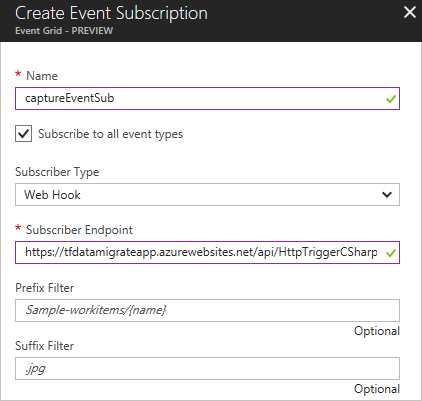 Create Event Subscription
Event Grid - PREVIEW
* Name
captureEventSub
Subscribe to all event types
Subscriber Type
Web Hook
* Subscriber Endpoint
https://tfdatamigrateapp.azurewebsites.net/api/HttpTriggerCSharp
Prefix Filter
Sample-workitems/{name}
Optional
Suffix Filter
.jpg
Optional